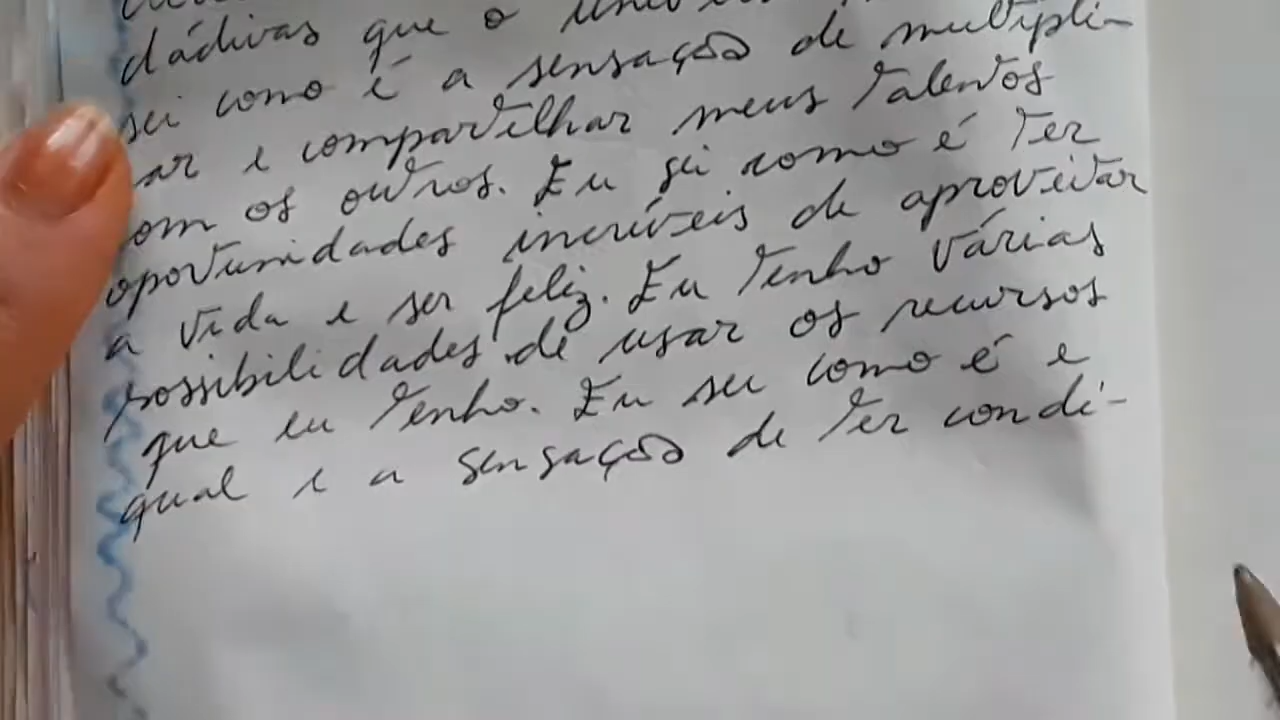 dádivas que o
sei como é a sensação de multipli-
ar e compartilhar meus talentos
om os outros. Eu sei como é ter
oportunidades incríveis de aproveitar
a vida e ser feliz. Eu tenho várias
possibilidades de usar os recursos
que eu tenho. Eu sei como é e
qual é a sensação de ter condi-